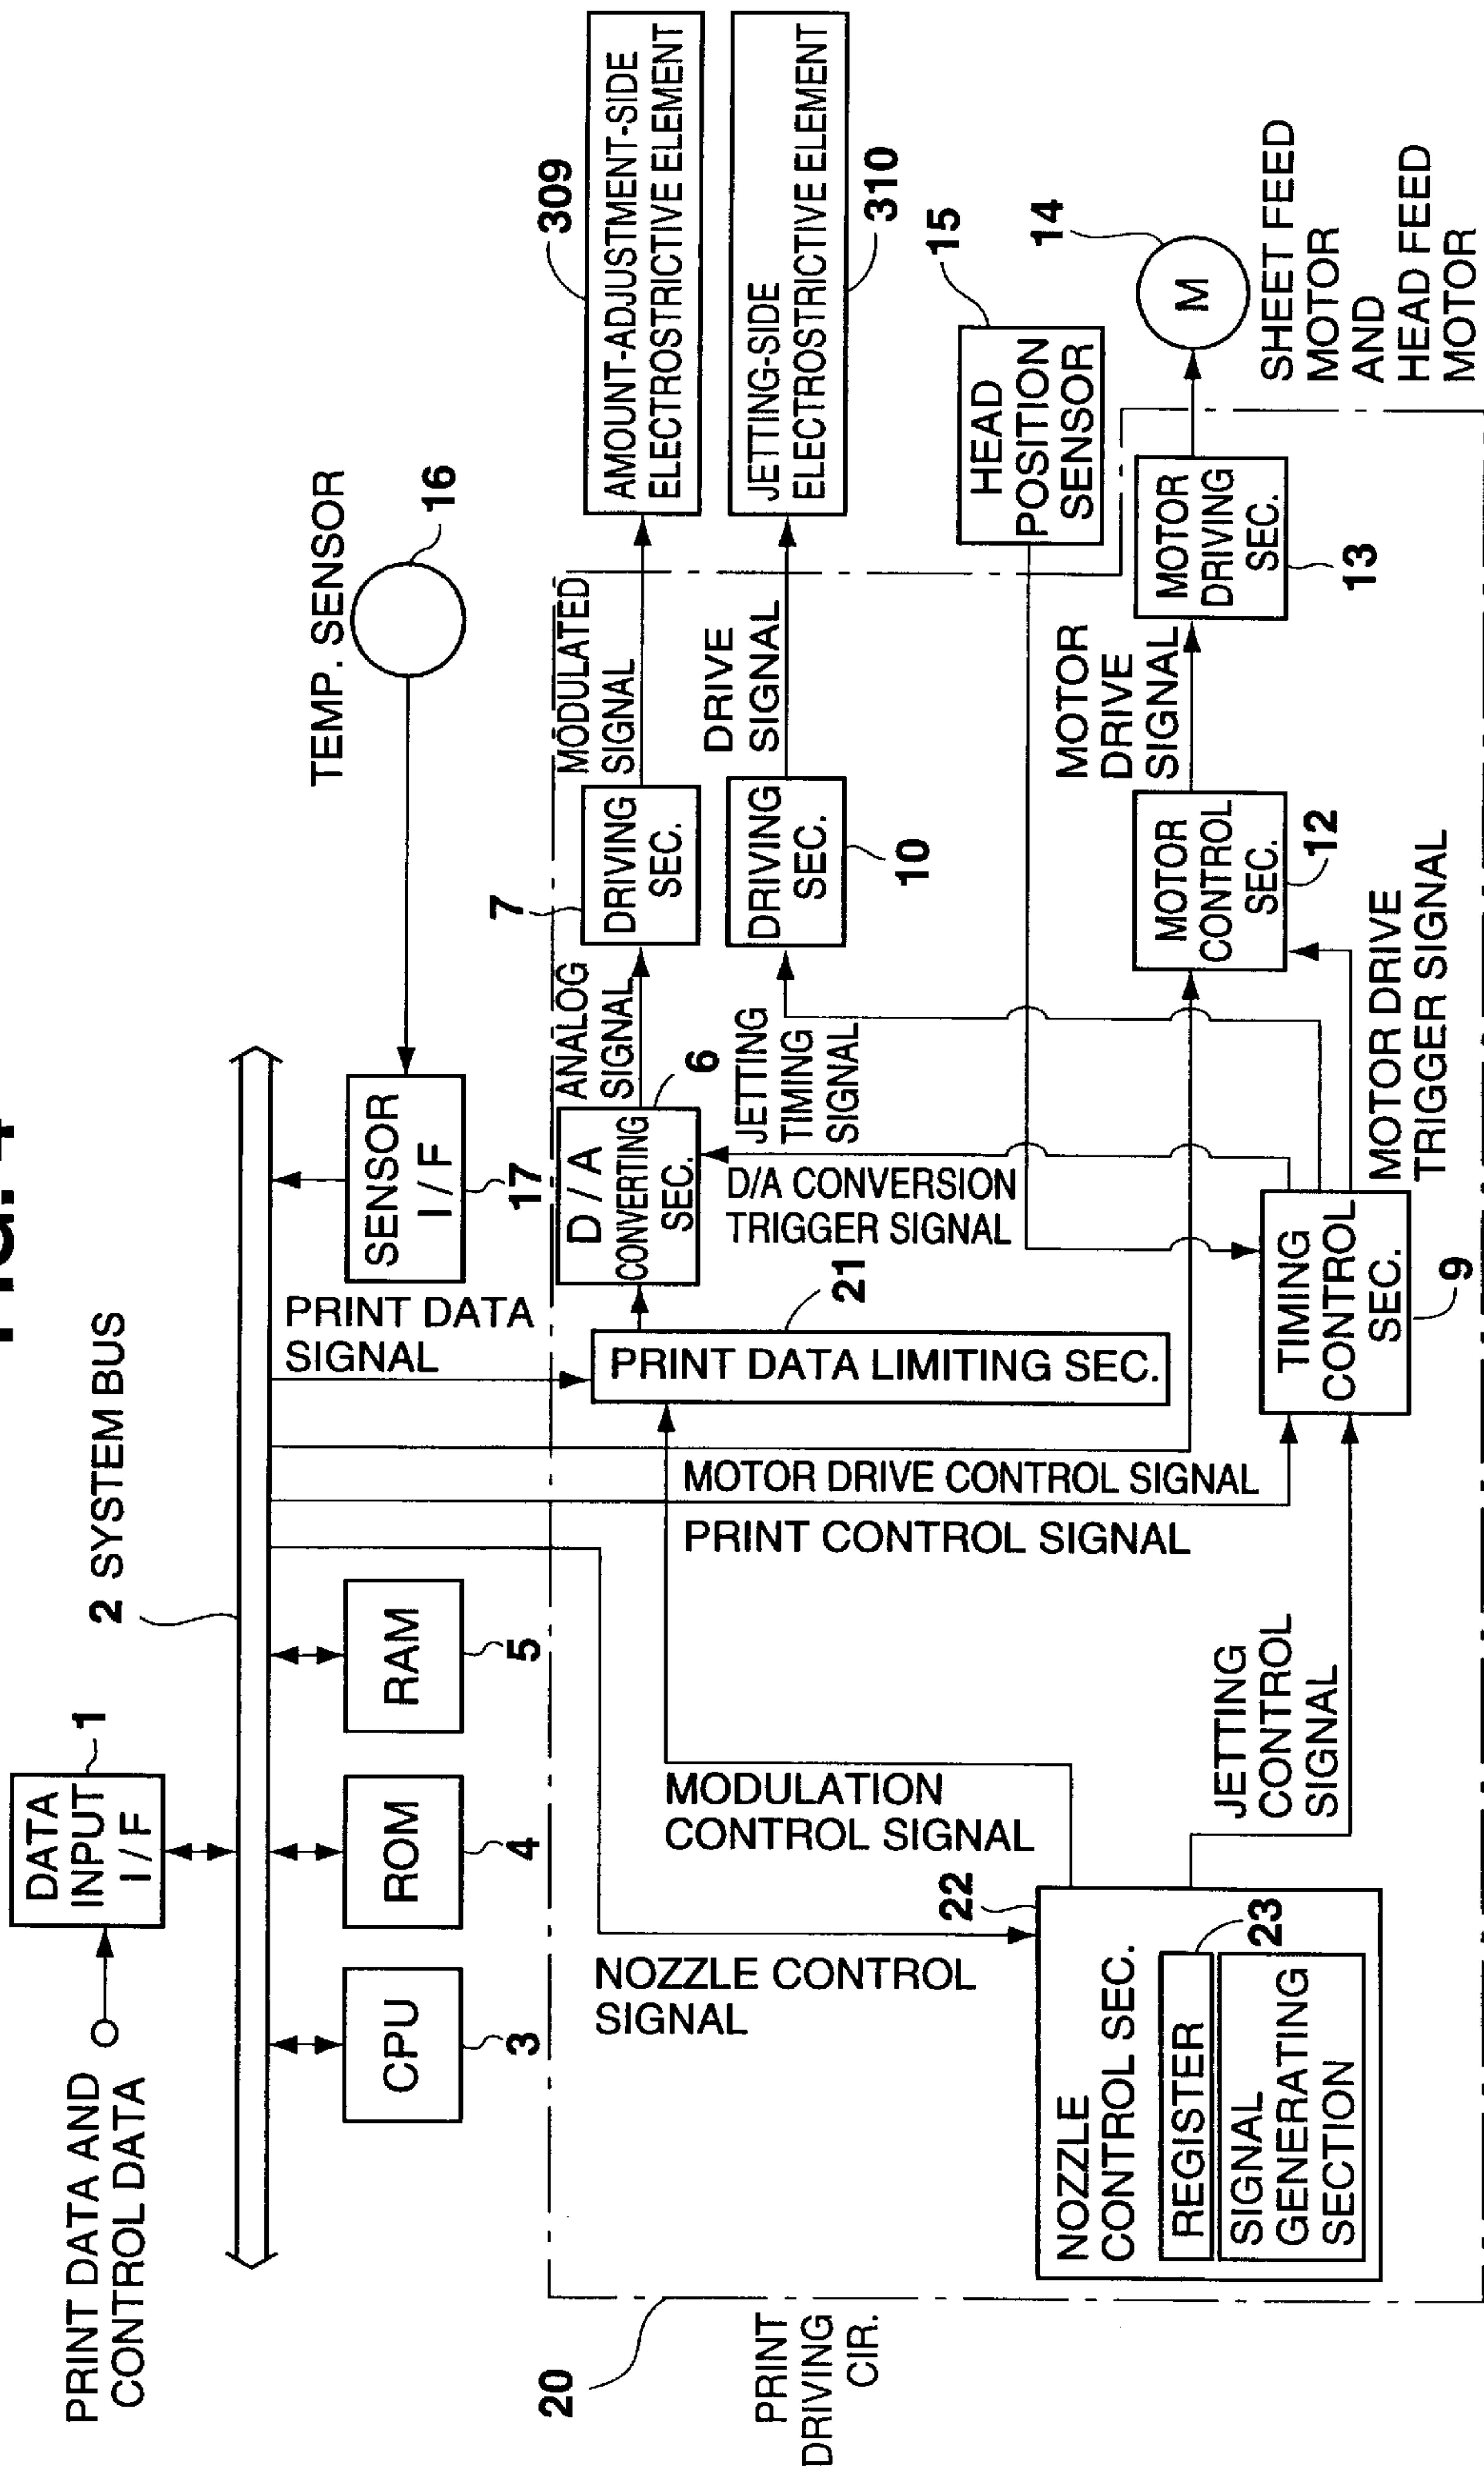 PRINT DATA AND
CONTROL DATA
DATA
INPUT
I/F
1
2 SYSTEM BUS
CPU
3
ROM
4
RAM
5
PRINT DATA
SIGNAL
SENSOR
I/F
17
TEMP. SENSOR
16
NOZZLE CONTROL
SIGNAL
MODULATION
CONTROL SIGNAL
MOTOR DRIVE CONTROL SIGNAL
PRINT CONTROL SIGNAL
PRINT DATA LIMITING SEC.
21
D/A
CONVERTING
SEC.
6
ANALOG
SIGNAL
7
DRIVING
SEC.
MODULATED
SIGNAL
309
AMOUNT-ADJUSTMENT-SIDE
ELECTROSTRICTIVE ELEMENT
D/A CONVERSION
TRIGGER SIGNAL
JETTING
TIMING
SIGNAL
DRIVING
SEC.
10
DRIVE
SIGNAL
JETTING-SIDE
ELECTROSTRICTIVE ELEMENT
310
HEAD
POSITION
SENSOR
15
20
PRINT
DRIVING
CIR.
22
NOZZLE
CONTROL SEC.
REGISTER
23
SIGNAL
GENERATING
SECTION
JETTING
CONTROL
SIGNAL
TIMING
CONTROL
SEC.
9
MOTOR DRIVE
TRIGGER SIGNAL
MOTOR
CONTROL
SEC.
12
MOTOR
DRIVE
SIGNAL
MOTOR
DRIVING
SEC.
13
M
14
SHEET FEED
MOTOR
AND
HEAD FEED
MOTOR